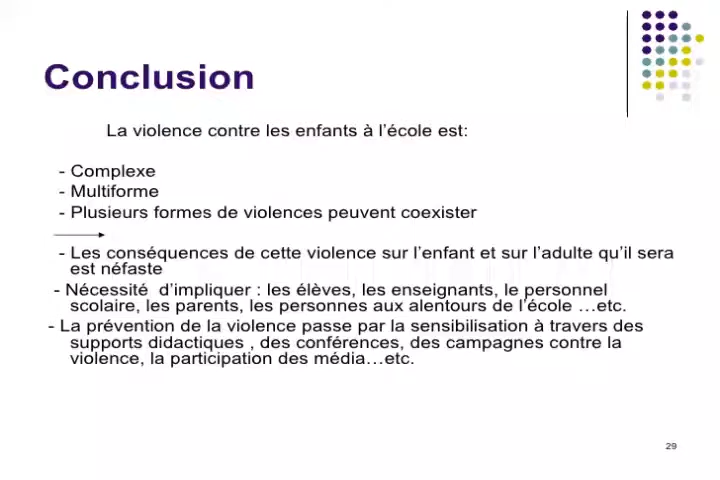 Conclusion
La violence contre les enfants à l'école est:
- Complexe
- Multiforme
- Plusieurs formes de violences peuvent coexister
- Les conséquences de cette violence sur l'enfant et sur l'adulte qu'il sera
est néfaste
- Nécessité d'impliquer : les élèves, les enseignants, le personnel
scolaire, les parents, les personnes aux alentours de l'école …etc.
- La prévention de la violence passe par la sensibilisation à travers des
supports didactiques , des conférences, des campagnes contre la
violence, la participation des média…etc.
29